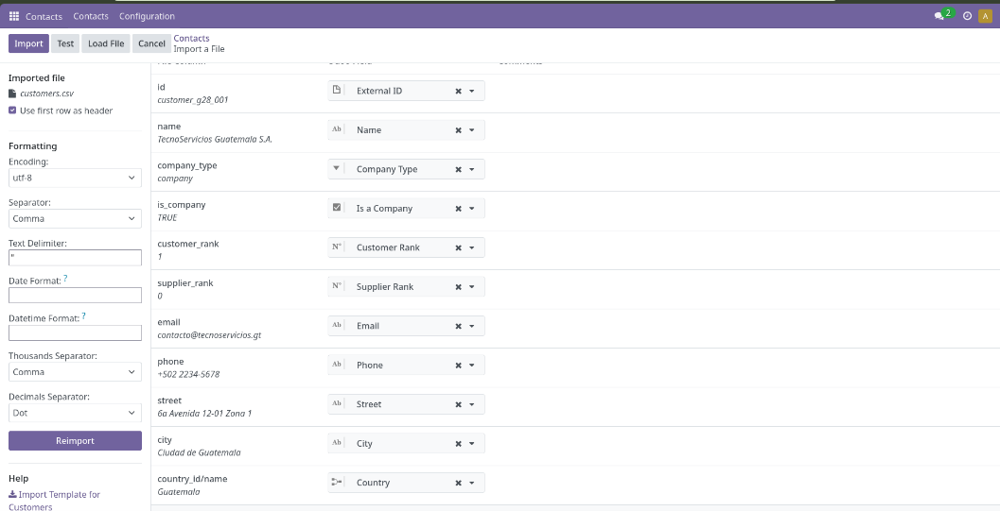 Contacts Contacts Configuration 2 A
Import Test Load File Cancel Contacts
Import a File
Imported file
customers.csv
Use first row as header
Formatting
Encoding:
utf-8
Separator:
Comma
Text Delimiter:
"
Date Format: ?
Datetime Format: ?
Thousands Separator:
Comma
Decimals Separator:
Dot
Reimport
Help
Import Template for
Customers
id
customer_g28_001
External ID
name
TecnoServicios Guatemala S.A.
Ab Name
company_type
company
Company Type
is_company
TRUE
Is a Company
customer_rank
1
N° Customer Rank
supplier_rank
0
N° Supplier Rank
email
contacto@tecnoservicios.gt
Ab Email
phone
+502 2234-5678
Ab Phone
street
6a Avenida 12-01 Zona 1
Ab Street
city
Ciudad de Guatemala
Ab City
country_id/name
Guatemala
Country